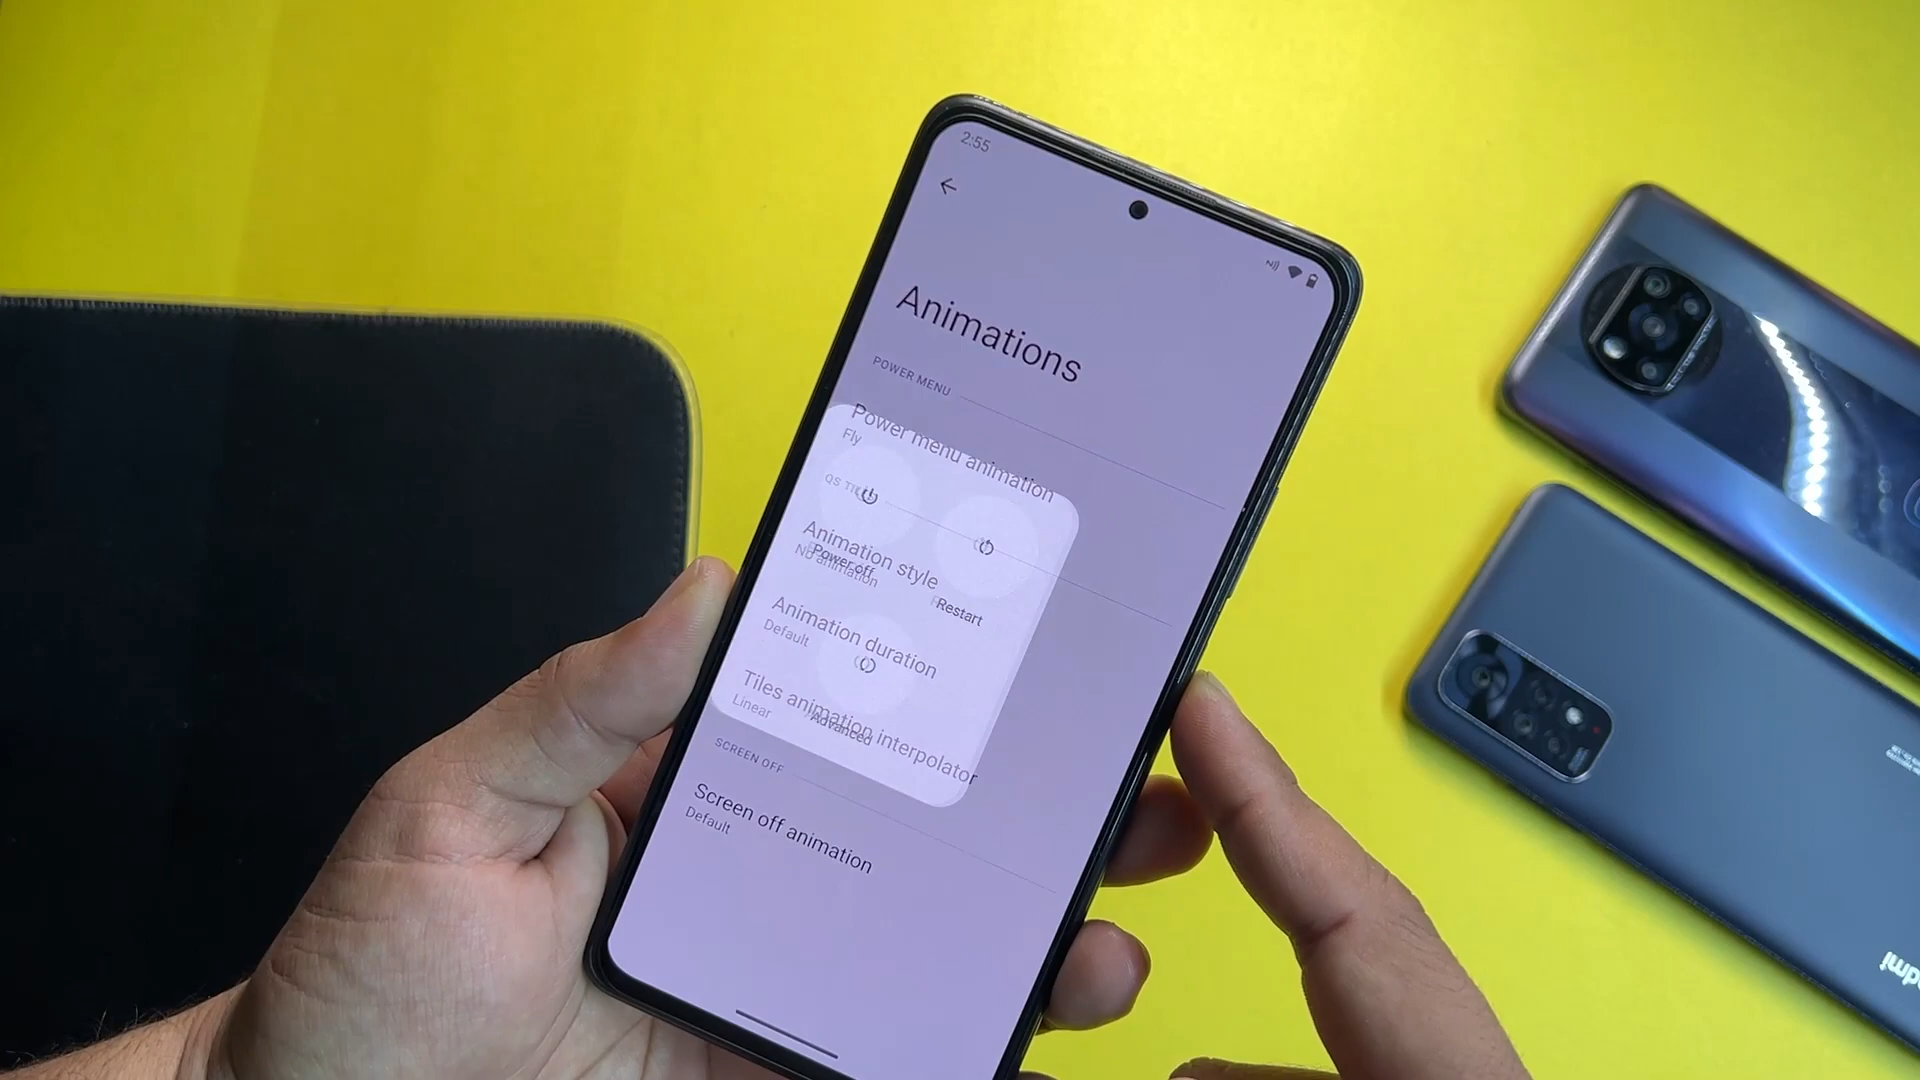 2:55
Animations
POWER MENU
Power menu animation
Fly
QS
Animation style
No animation
Power off
Restart
Animation duration
Default
Tiles animation interpolator
Linear
Advanced
SCREEN OFF
Screen off animation
Default